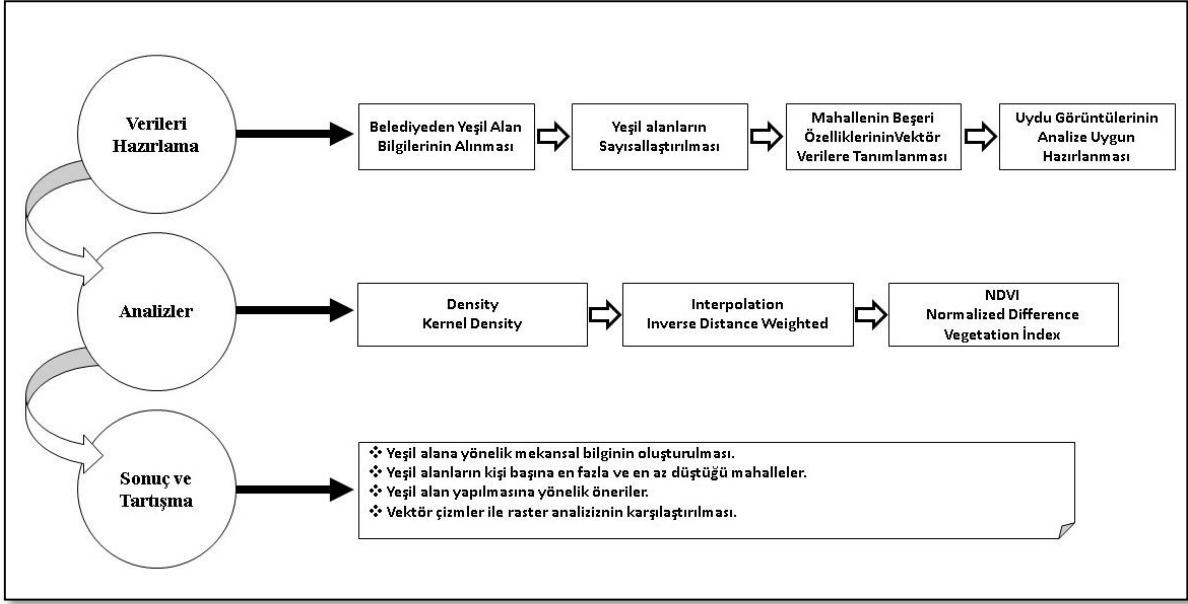 Verileri
Hazırlama
Belediyeden Yeşil Alan
Bilgilerinin Alınması
Yeşil alanların
Sayısallaştırılması
Mahallenin Beşeri
ÖzelliklerininVektör
Verilere Tanımlanması
Uydu Görüntülerinin
Analize Uygun
Hazırlanması
Analizler
Density
Kernel Density
Interpolation
Inverse Distance Weighted
NDVI
Normalized Difference
Vegetation İndex
Sonuç ve
Tartışma
❖ Yeşil alana yönelik mekansal bilginin oluşturulması.
❖ Yeşil alanların kişi başına en fazla ve en az düştüğü mahalleler.
❖ Yeşil alan yapılmasına yönelik öneriler.
❖ Vektör çizmler ile raster analiziznin karşılaştırılması.